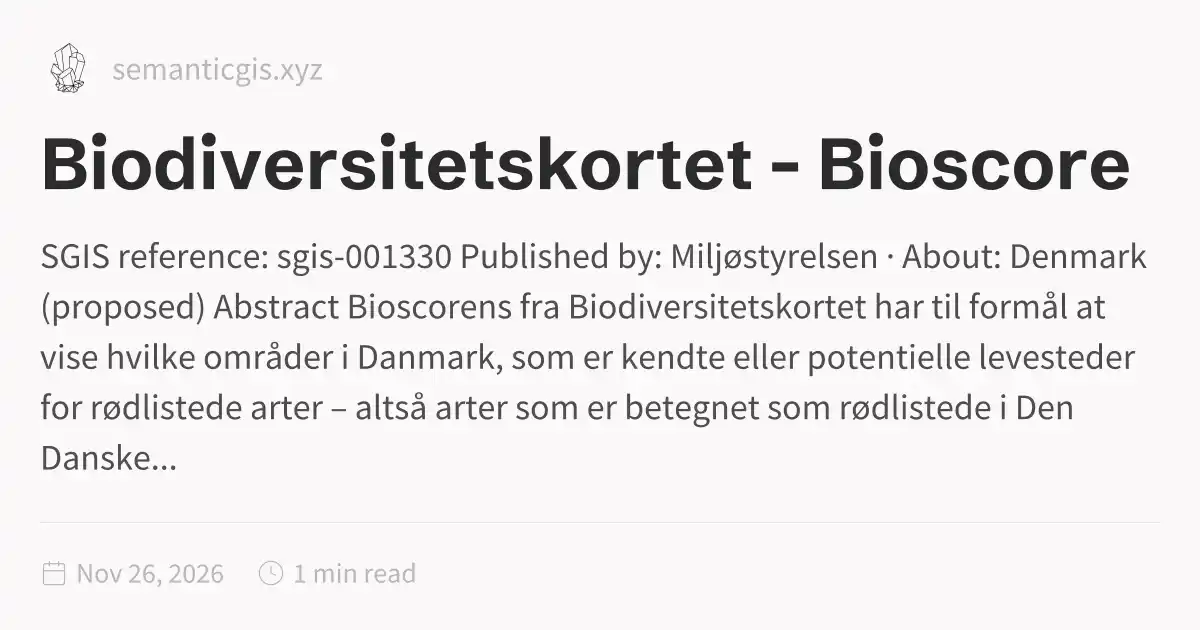 semanticgis.xyz
Biodiversitetskortet - Bioscore
SGIS reference: sgis-001330 Published by: Miljøstyrelsen · About: Denmark
(proposed) Abstract Bioscorens fra Biodiversitetskortet har til formål at
vise hvilke områder i Danmark, som er kendte eller potentielle levesteder
for rødlistede arter – altså arter som er betegnet som rødlistede i Den
Danske...
Nov 26, 2026 1 min read